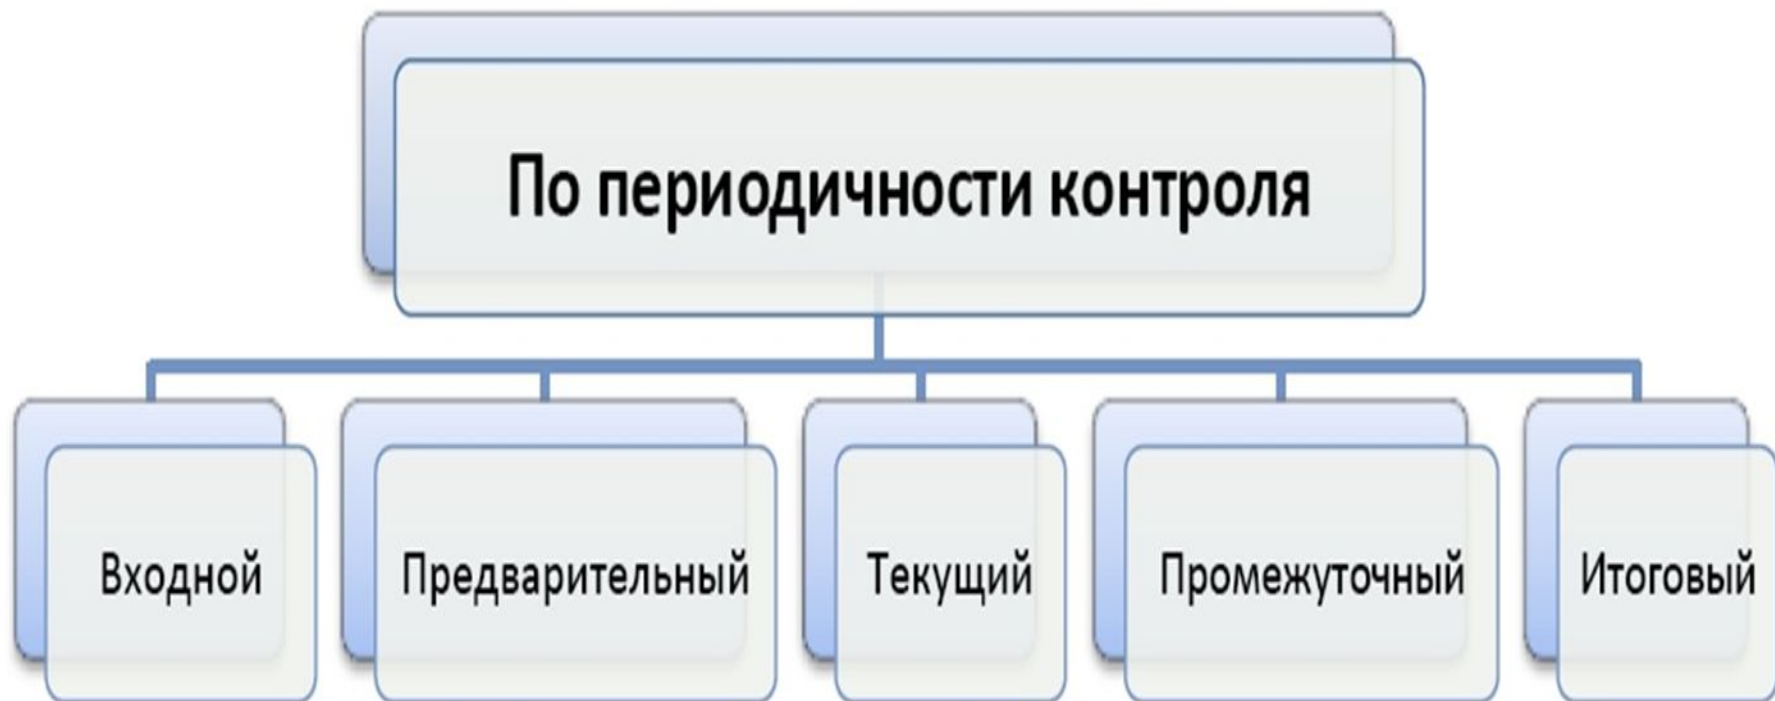 По периодичности контроля
Входной
Предварительный
Текущий
Промежуточный
Итоговый